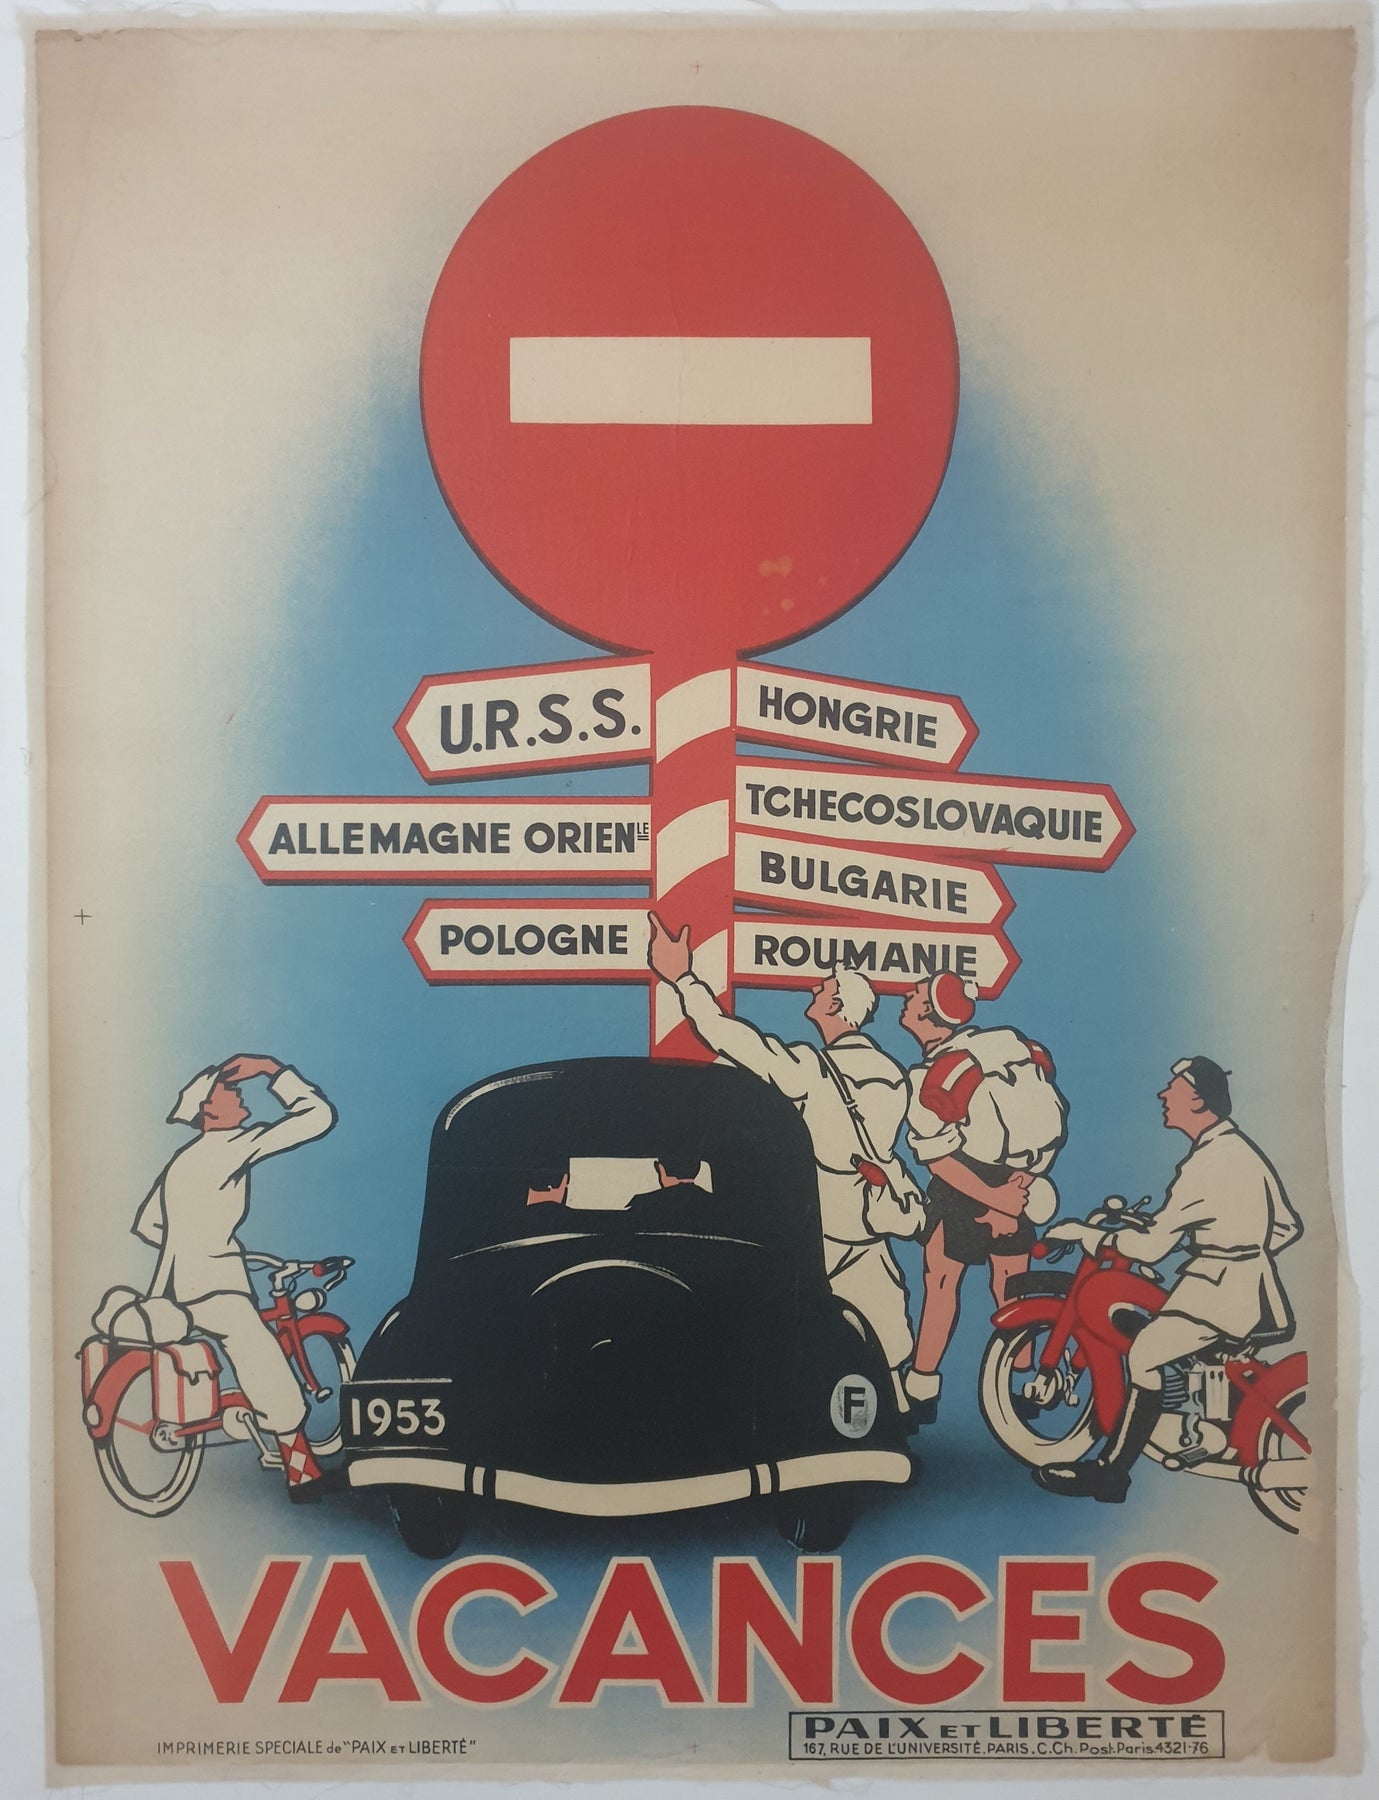 U.R.S.S.
HONGRIE
ALLEMAGNE ORIENLE
TCHECOSLOVAQUIE
BULGARIE
POLOGNE
ROUMANIE
1953
F
VACANCES
PAIX ET LIBERTÉ
167, RUE DE L'UNIVERSITÉ. PARIS. C.Ch. Post. Paris. 4321-76
IMPRIMERIE SPECIALE de "PAIX ET LIBERTÉ"